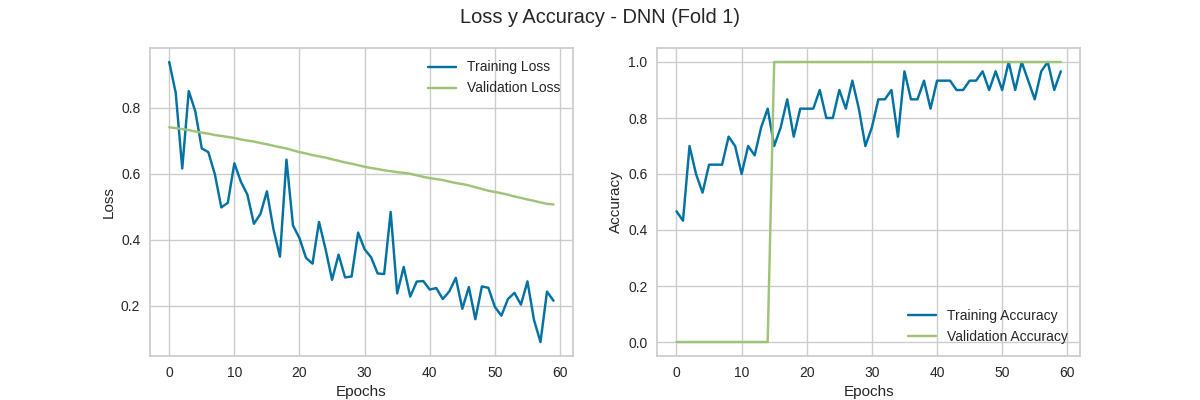 Loss y Accuracy - DNN (Fold 1)
Loss
0.8
0.6
0.4
0.2
Training Loss
Validation Loss
0 10 20 30 40 50 60
Epochs
Accuracy
1.0
0.8
0.6
0.4
0.2
0.0
Training Accuracy
Validation Accuracy
0 10 20 30 40 50 60
Epochs